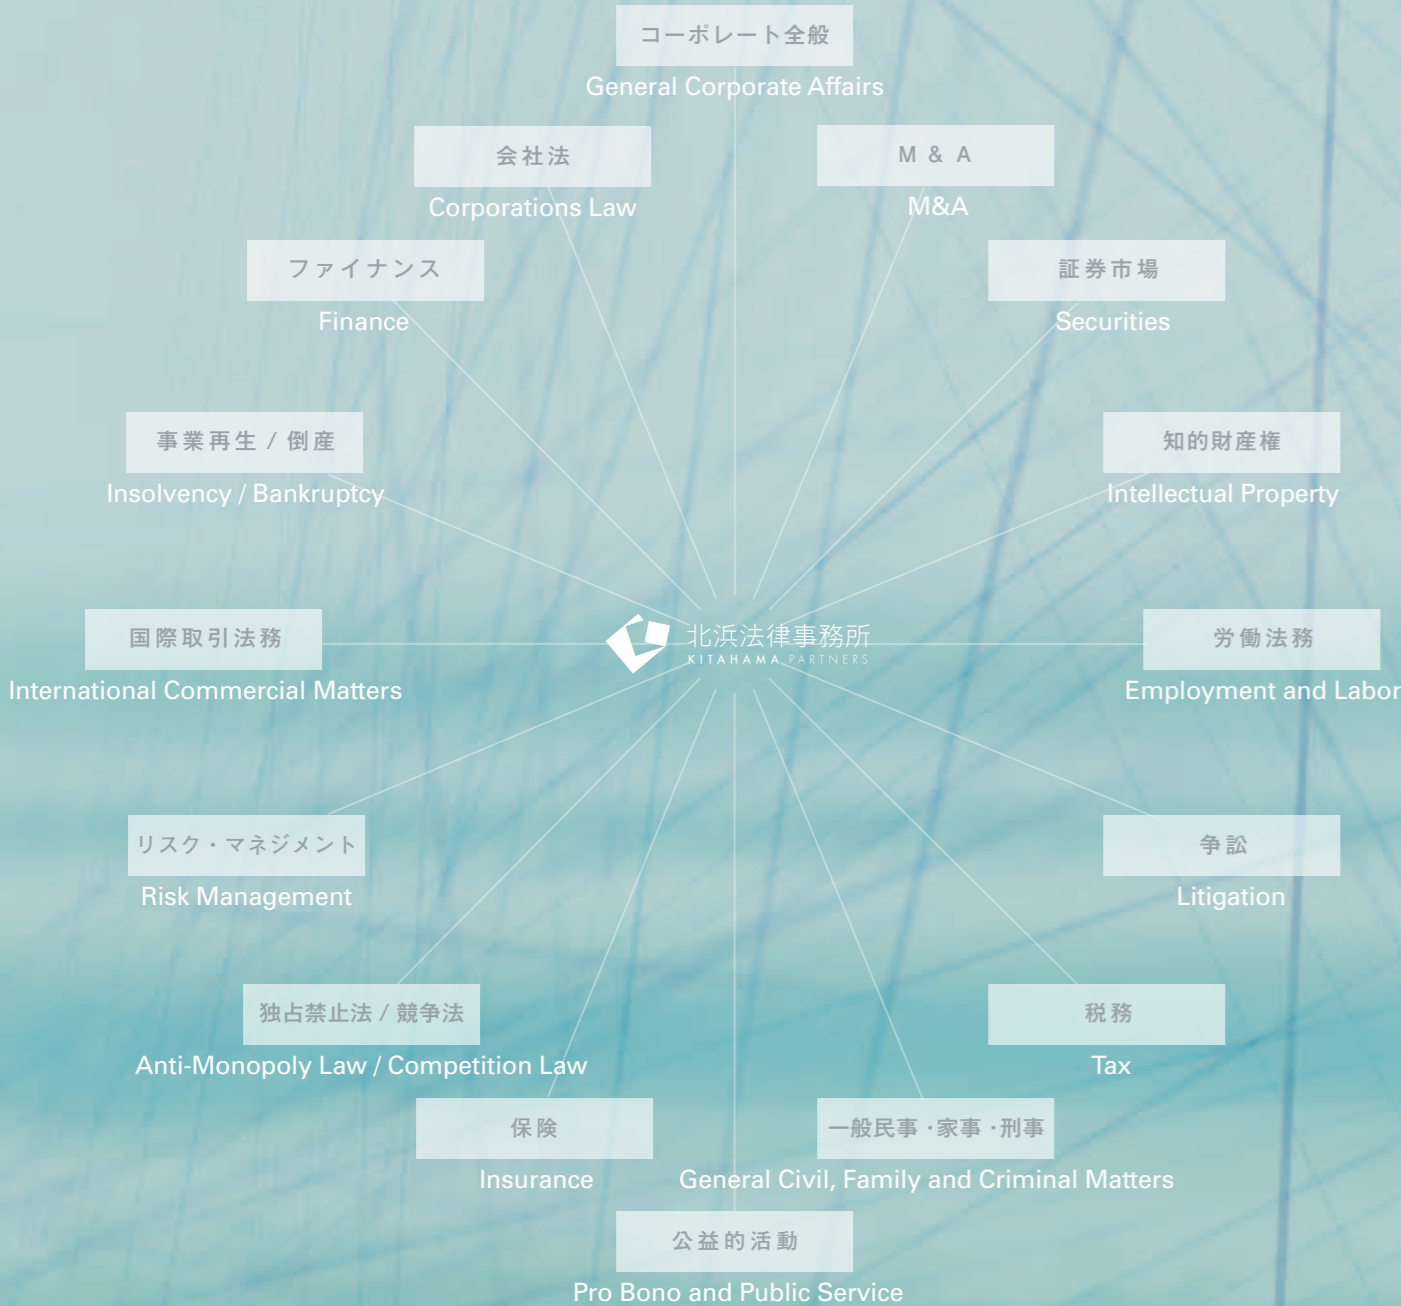 コーポレート全般
General Corporate Affairs
会社法
Corporations Law
M & A
M&A
ファイナンス
Finance
証券市場
Securities
事業再生 / 倒産
Insolvency / Bankruptcy
知的財産権
Intellectual Property
国際取引法務
International Commercial Matters
北浜法律事務所
KITAHAMA PARTNERS
労働法務
Employment and Labor
リスク・マネジメント
Risk Management
争訟
Litigation
独占禁止法 / 競争法
Anti-Monopoly Law / Competition Law
税務
Tax
保険
Insurance
一般民事・家事・刑事
General Civil, Family and Criminal Matters
公益的活動
Pro Bono and Public Service